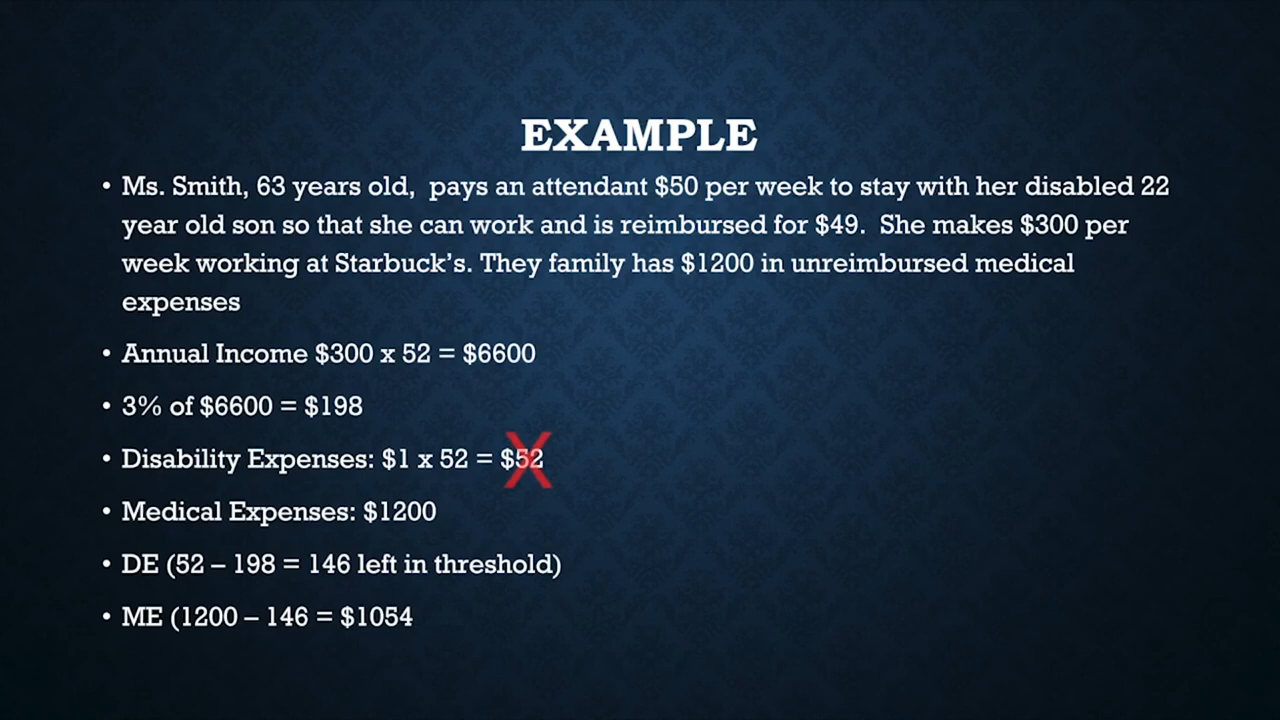 EXAMPLE
• Ms. Smith, 63 years old,  pays an attendant $50 per week to stay with her disabled 22
year old son so that she can work and is reimbursed for $49.  She makes $300 per
week working at Starbuck's. They family has $1200 in unreimbursed medical
expenses
• Annual Income $300 x 52 = $6600
• 3% of $6600 = $198
• Disability Expenses: $1 x 52 = $52
• Medical Expenses: $1200
• DE (52 – 198 = 146 left in threshold)
• ME (1200 – 146 = $1054